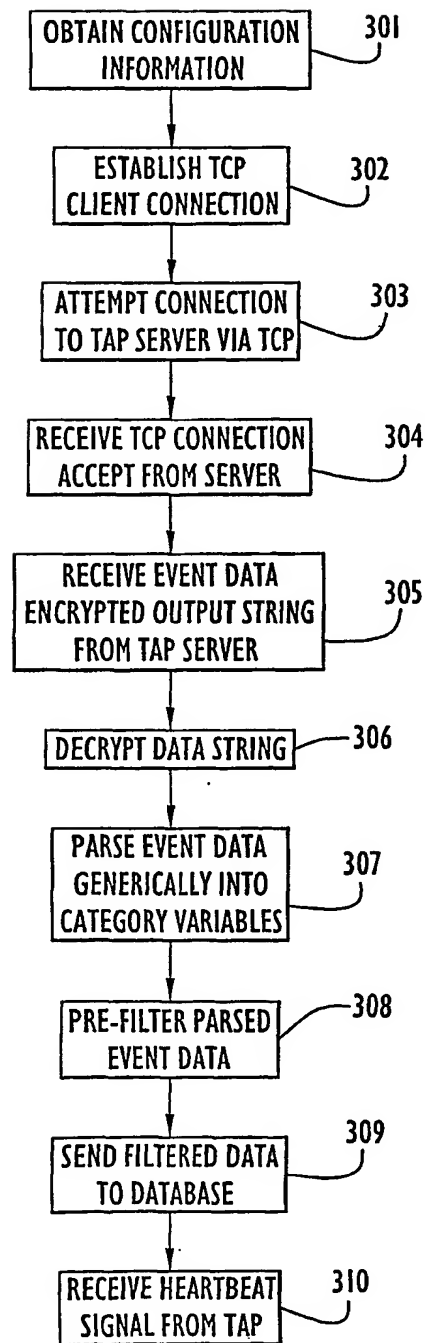 OBTAIN CONFIGURATION
INFORMATION
301
ESTABLISH TCP
CLIENT CONNECTION
302
ATTEMPT CONNECTION
TO TAP SERVER VIA TCP
303
RECEIVE TCP CONNECTION
ACCEPT FROM SERVER
304
RECEIVE EVENT DATA
ENCRYPTED OUTPUT STRING
FROM TAP SERVER
305
DECRYPT DATA STRING
306
PARSE EVENT DATA
GENERICALLY INTO
CATEGORY VARIABLES
307
PRE-FILTER PARSED
EVENT DATA
308
SEND FILTERED DATA
TO DATABASE
309
RECEIVE HEARTBEAT
SIGNAL FROM TAP
310